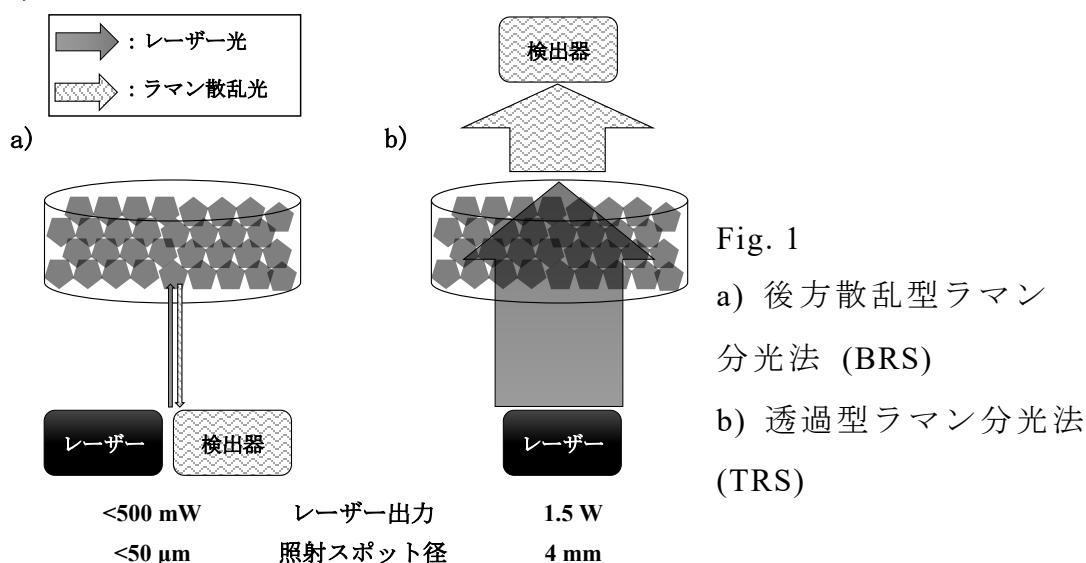 ：レーザー光
：ラマン散乱光
a)
b)
検出器
レーザー
検出器
レーザー
<500 mW レーザー出力 1.5 W
<50 μm 照射スポット径 4 mm
Fig. 1
a) 後方散乱型ラマン
分光法 (BRS)
b) 透過型ラマン分光法
(TRS)